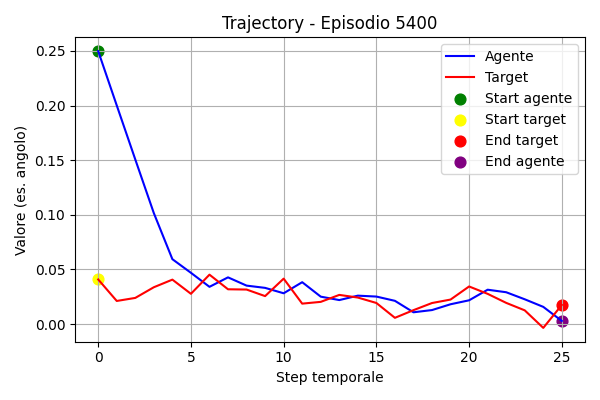 Trajectory - Episodio 5400
Valore (es. angolo)
0.25
0.20
0.15
0.10
0.05
0.00
0
5
10
15
20
25
Step temporale
Agente
Target
Start agente
Start target
End target
End agente